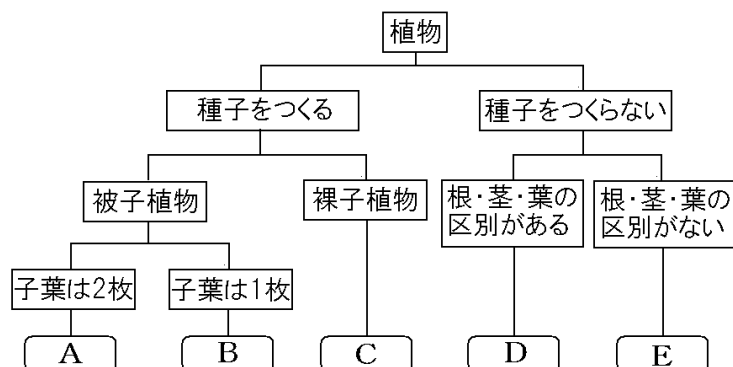 植物
種子をつくる
種子をつくらない
被子植物
裸子植物
根・茎・葉の
区別がある
根・茎・葉の
区別がない
子葉は2枚
子葉は1枚
A
B
C
D
E